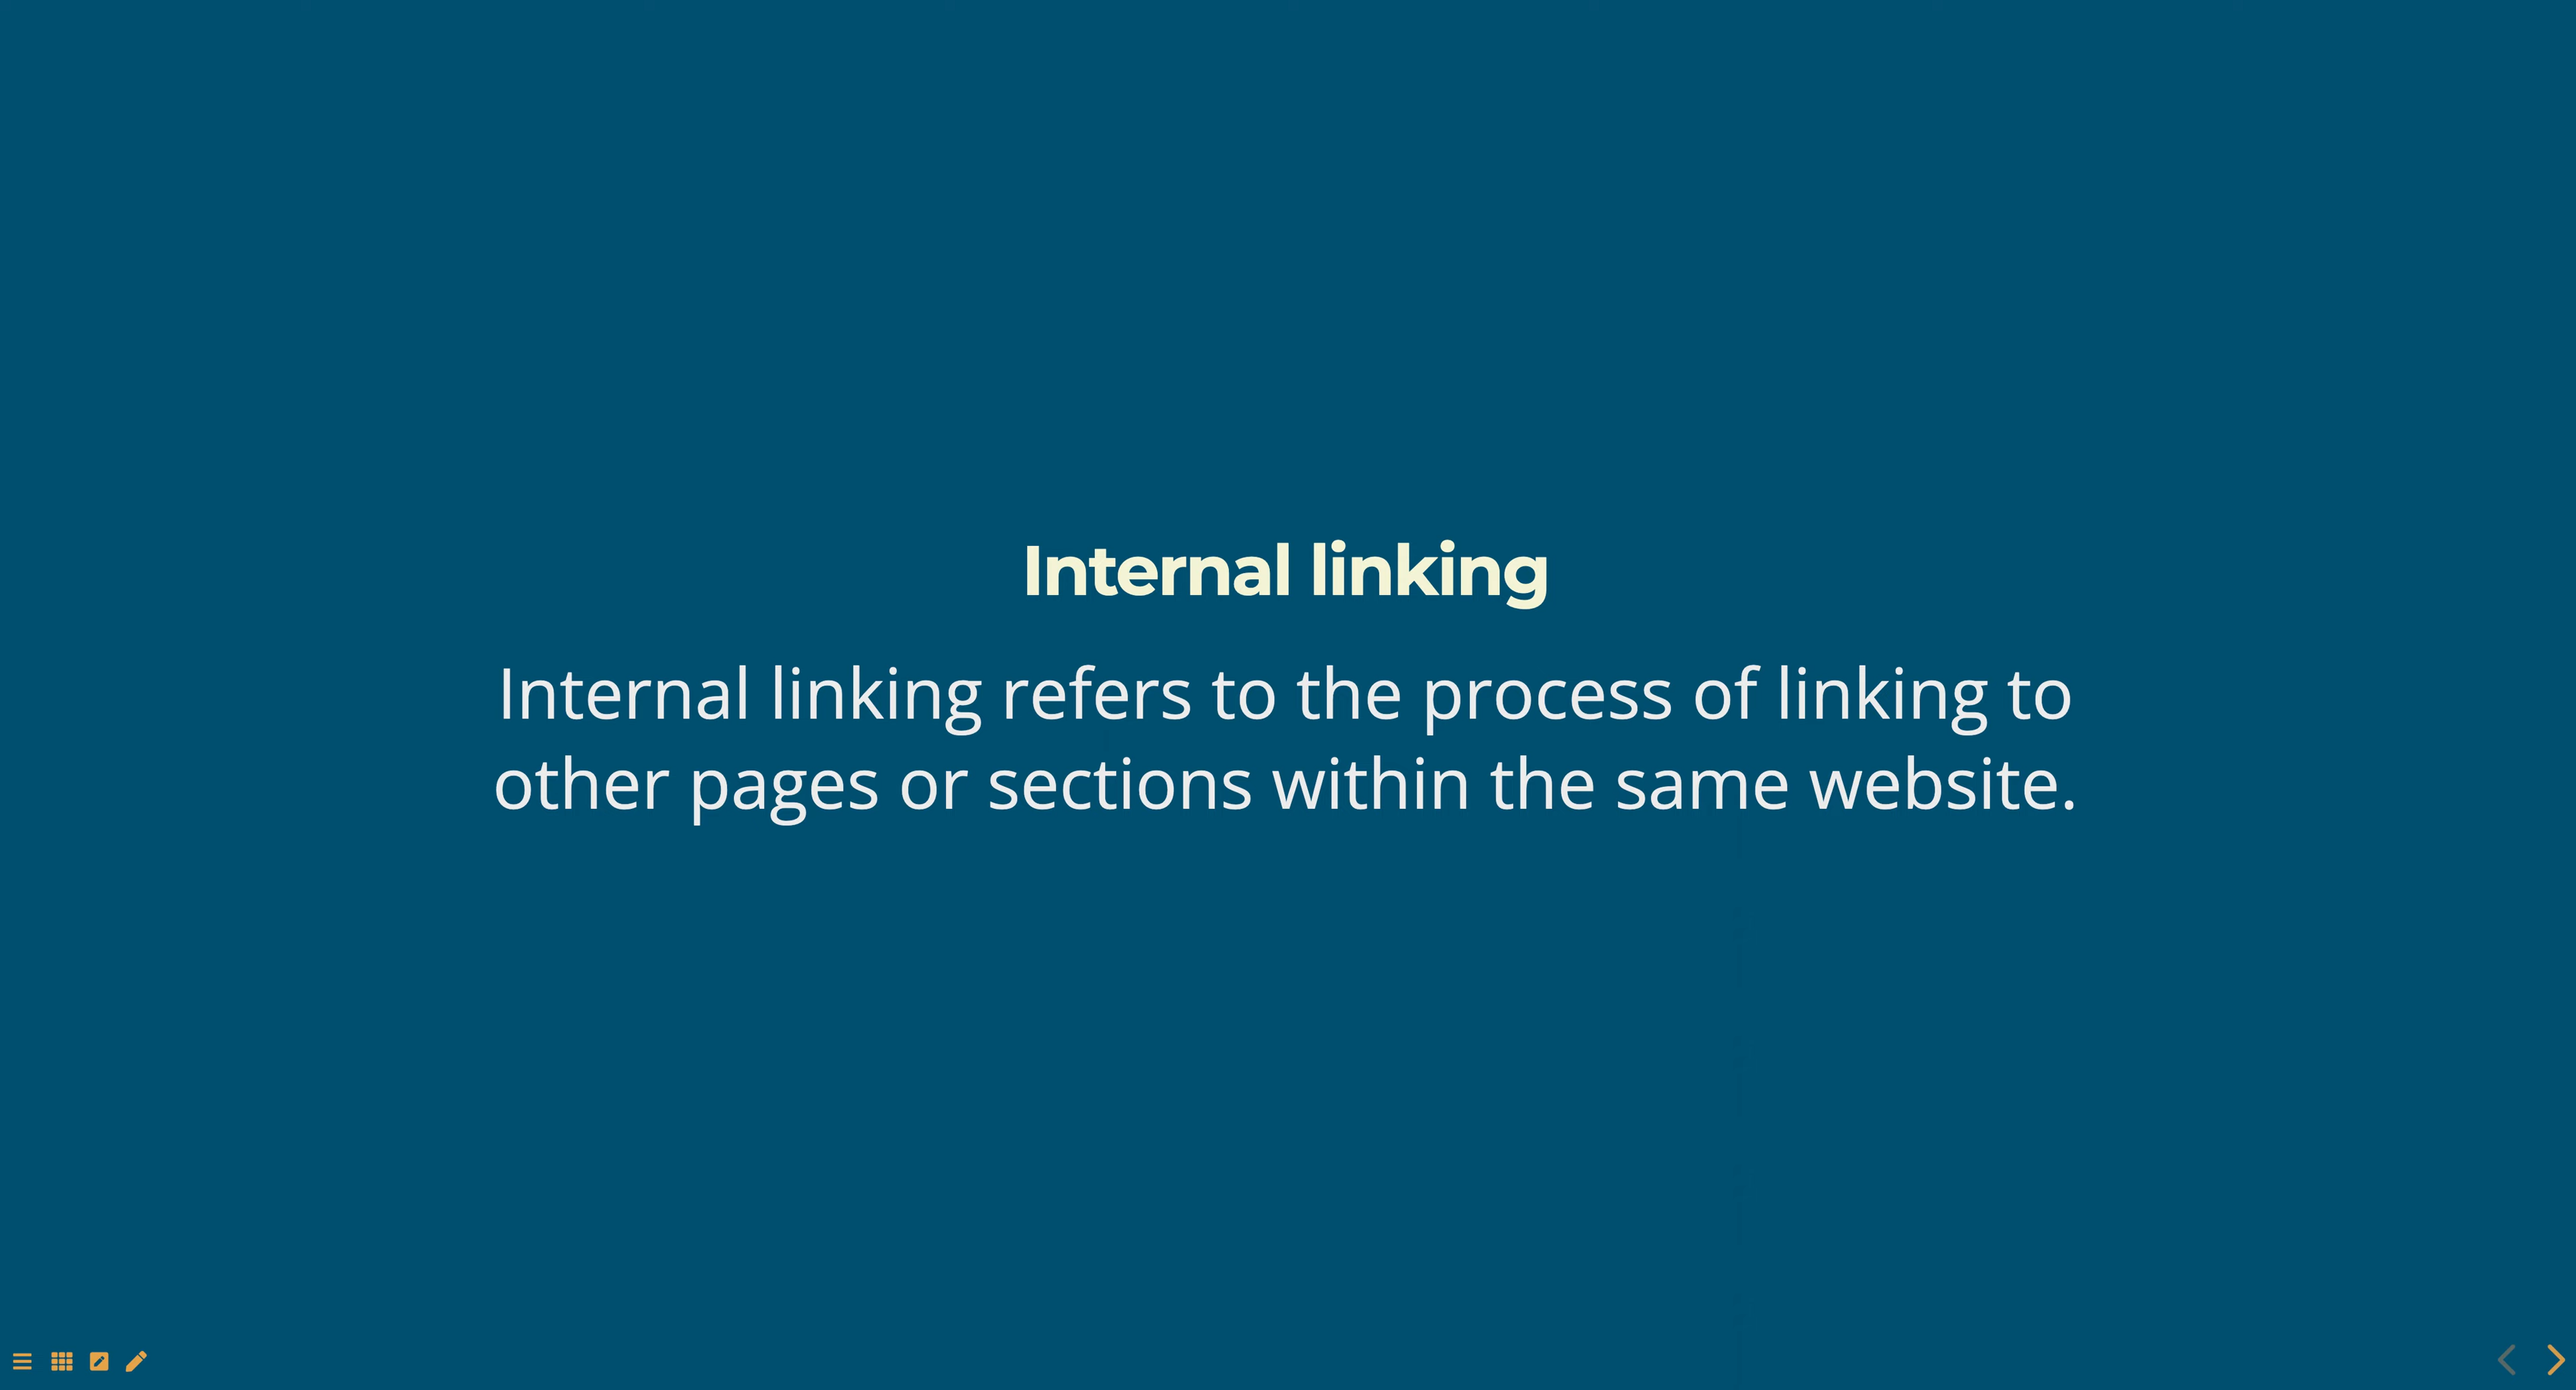 Internal linking
Internal linking refers to the process of linking to
other pages or sections within the same website.